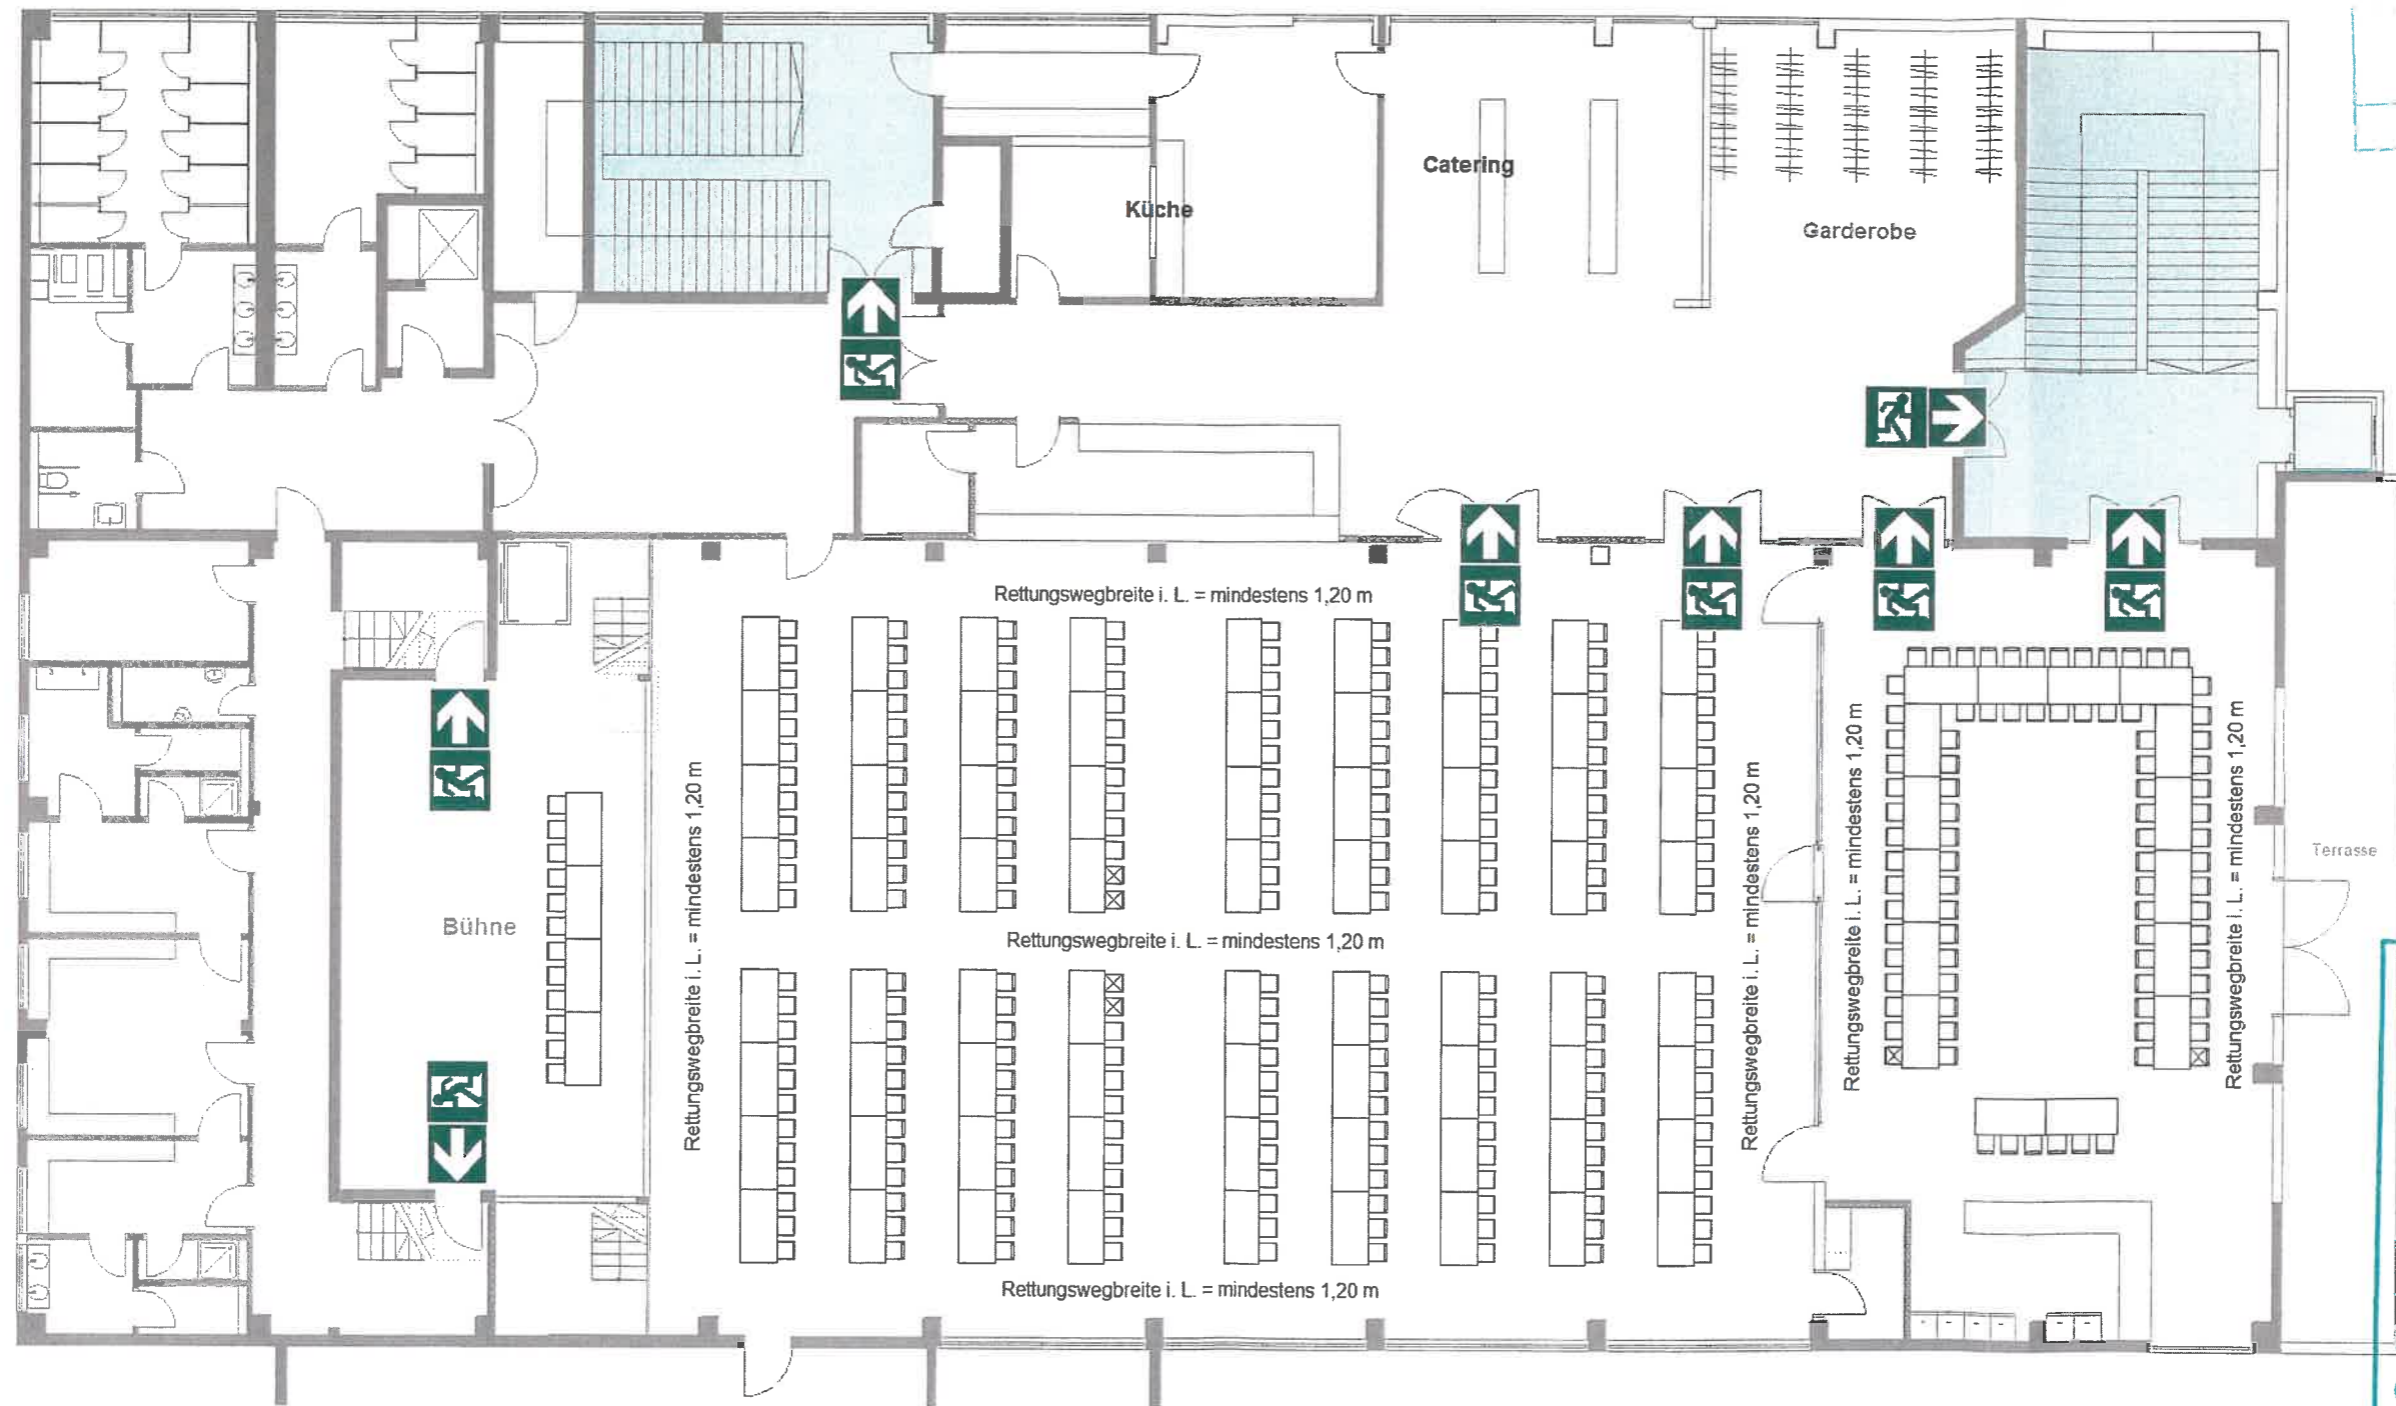 Catering
Küche
Garderobe
Rettungswegbreite i. L. = mindestens 1,20 m
Rettungswegbreite i. L. = mindestens 1,20 m
Rettungswegbreite i. L. = mindestens 1,20 m
Rettungswegbreite i. L. = mindestens 1,20 m
Rettungswegbreite i. L. = mindestens 1,20 m
Terrasse
Bühne
Rettungswegbreite i. L. = mindestens 1,20 m
Rettungswegbreite i. L. = mindestens 1,20 m